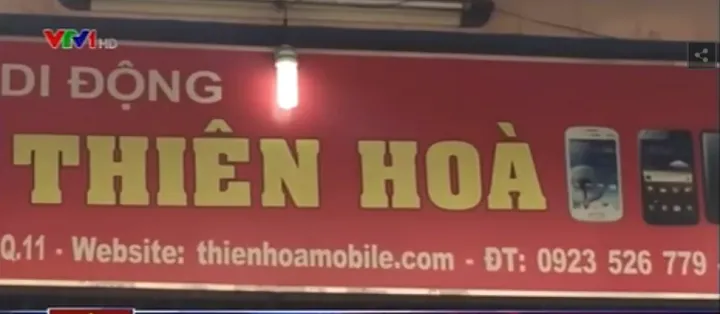 VTV1 HD
DI ĐỘNG
THIÊN HOÀ
Q.11 - Website: thienhoamobile.com - ĐT: 0923 526 779 -